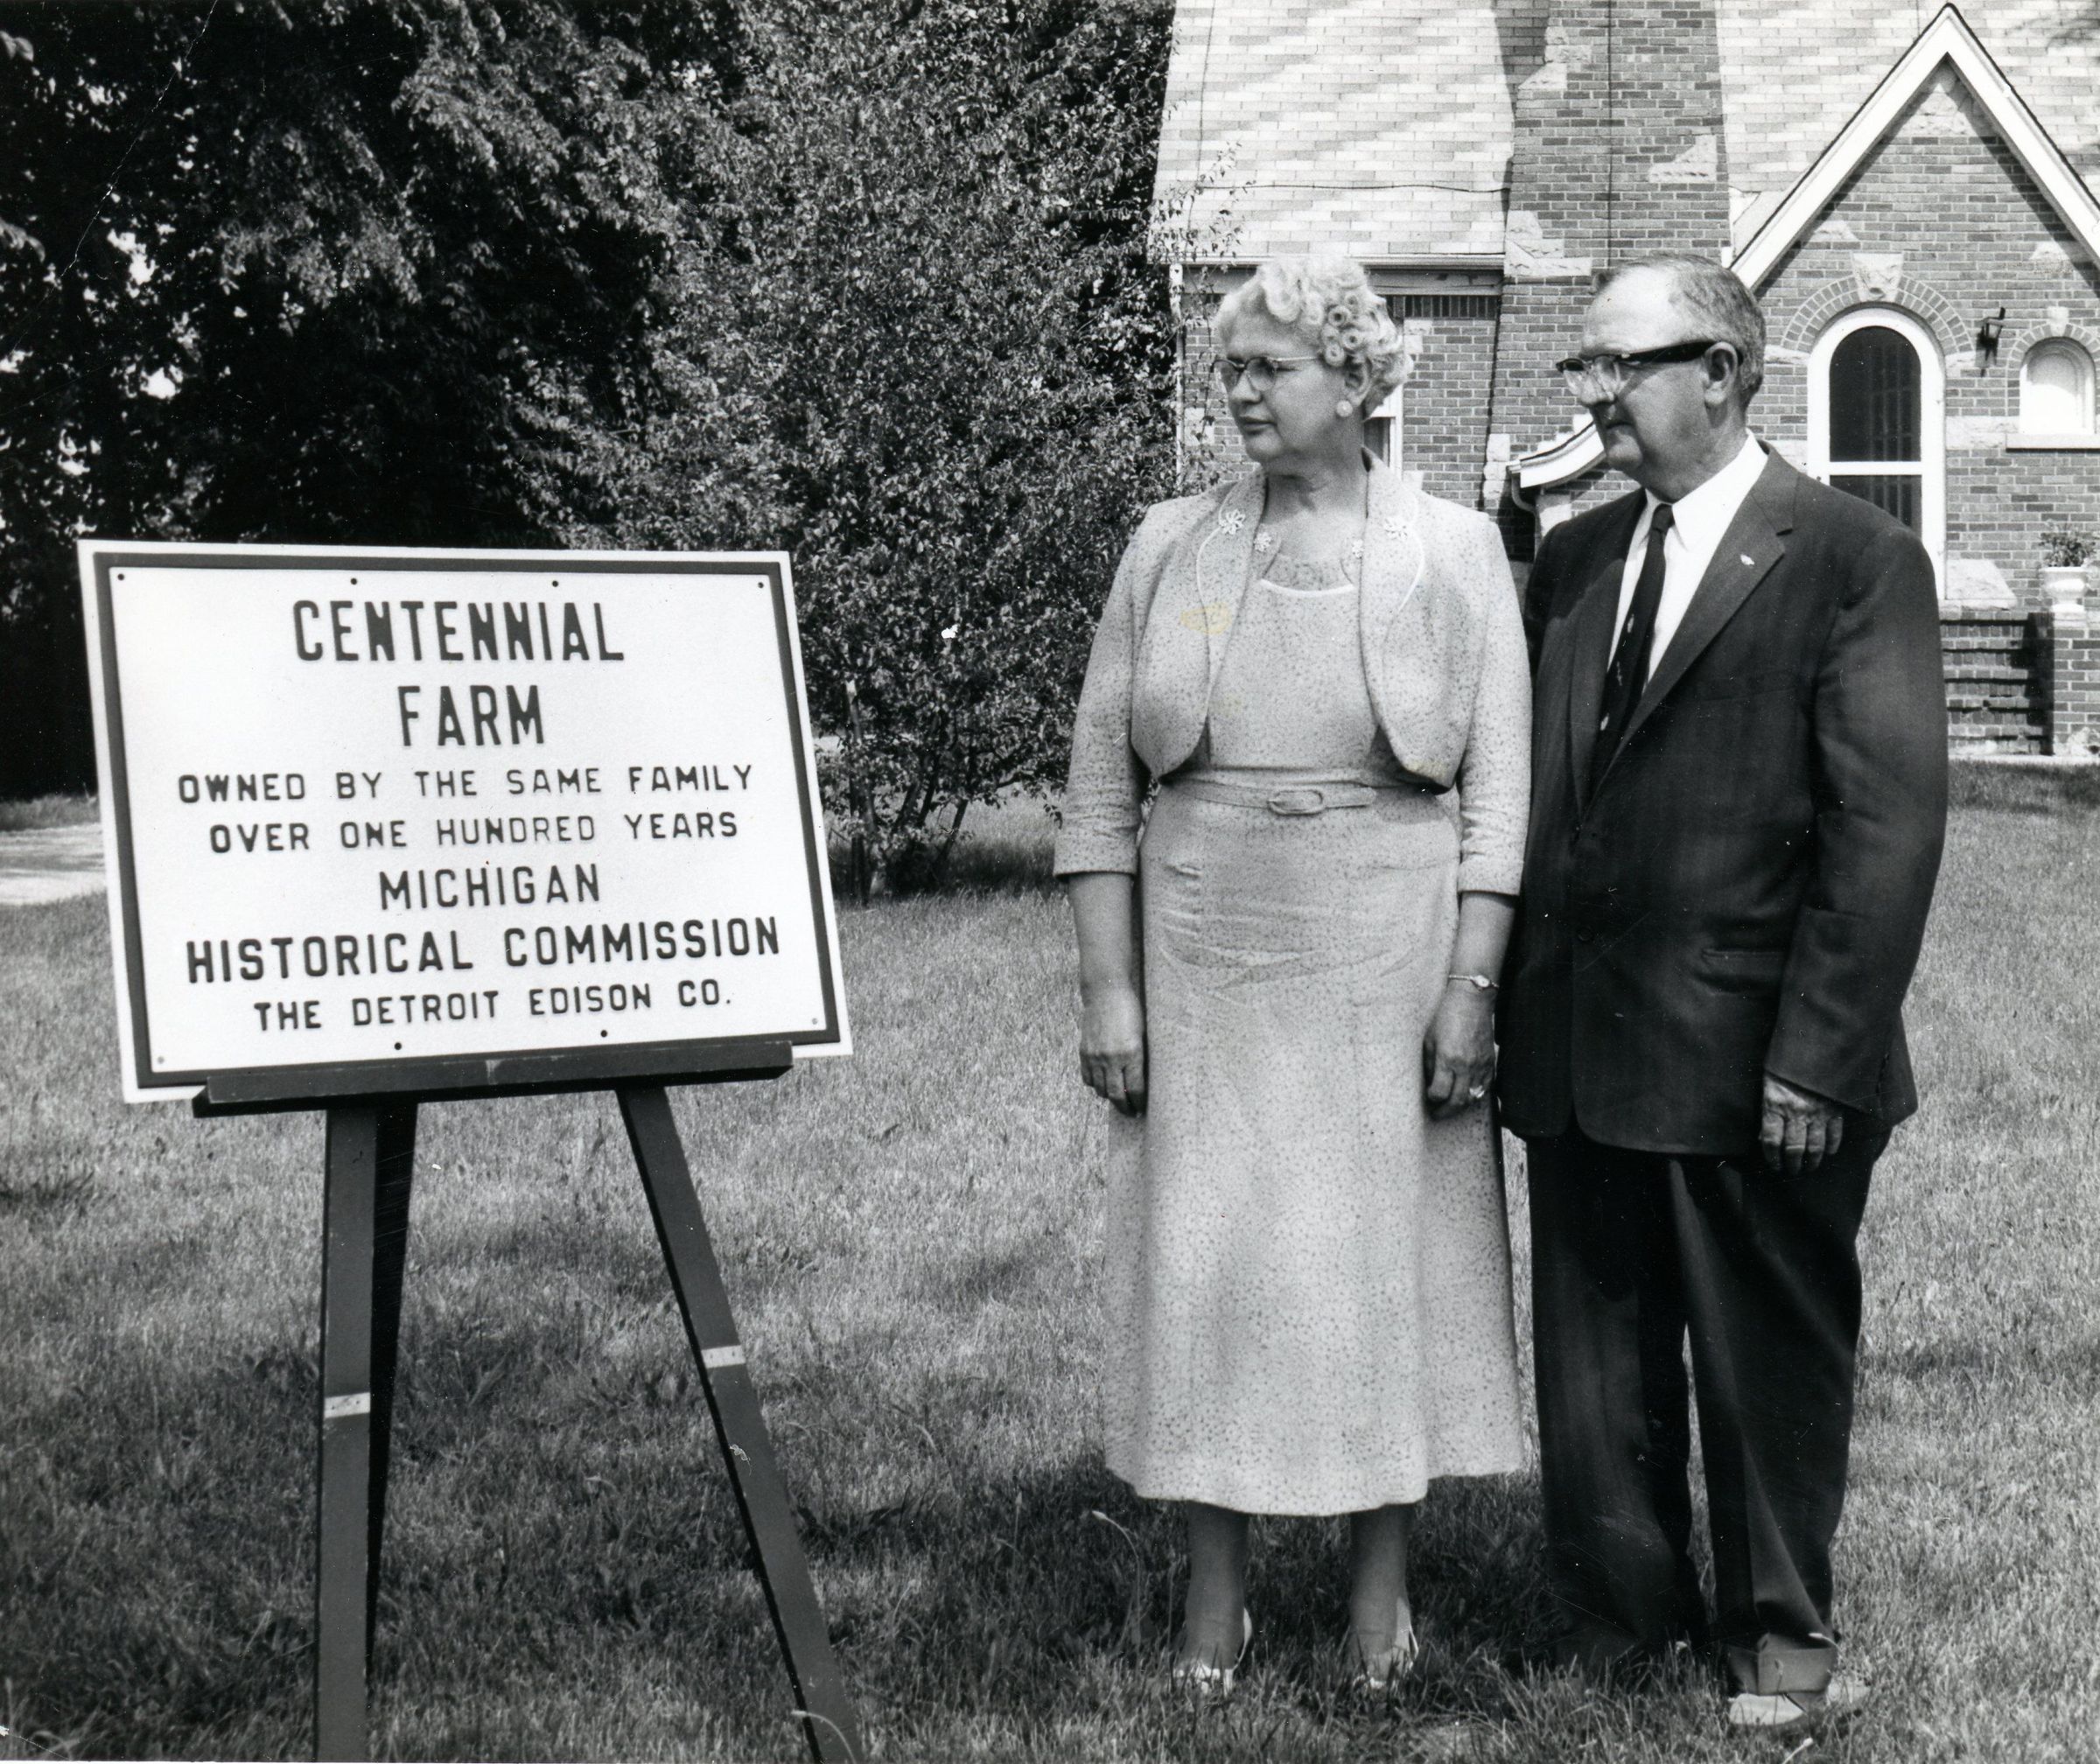 CENTENNIAL
FARM
OWNED BY THE SAME FAMILY
OVER ONE HUNDRED YEARS
MICHIGAN
HISTORICAL COMMISSION
THE DETROIT EDISON CO.